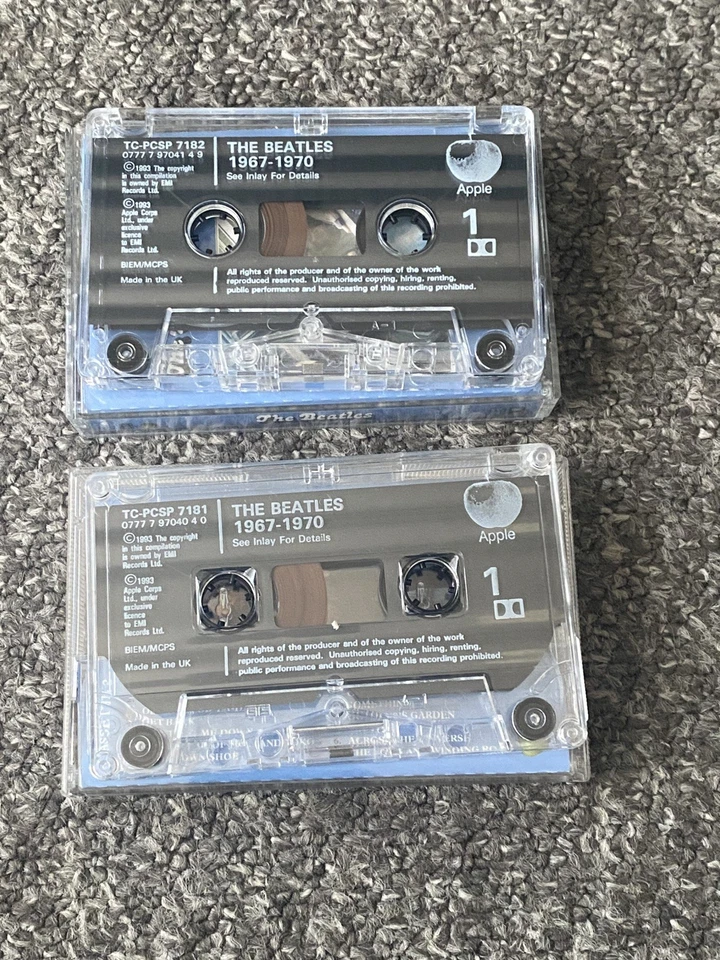 TC-PCSP 7182
0777 7 97041 4 9
Ⓒ1993 The copyright
in this compilation
is owned by EMI
Records Ltd.
Ⓒ1993
Apple Corps
Ltd., under
exclusive
licence
to EMI
Records Ltd.
BIEM/MCPS
Made in the UK
THE BEATLES
1967-1970
See Inlay For Details
Apple
1
All rights of the producer and of the owner of the work
reproduced reserved. Unauthorised copying, hiring, renting,
public performance and broadcasting of this recording prohibited.
The Beatles
TC-PCSP 7181
0777 7 97040 4 0
Ⓒ1993 The copyright
in this compilation
is owned by EMI
Records Ltd.
Ⓒ1993
Apple Corps
Ltd., under
exclusive
licence
to EMI
Records Ltd.
BIEM/MCPS
Made in the UK
THE BEATLES
1967-1970
See Inlay For Details
Apple
1
All rights of the producer and of the owner of the work
reproduced reserved. Unauthorised copying, hiring, renting,
public performance and broadcasting of this recording prohibited.
SOMETHING
GARDEN
WINDING